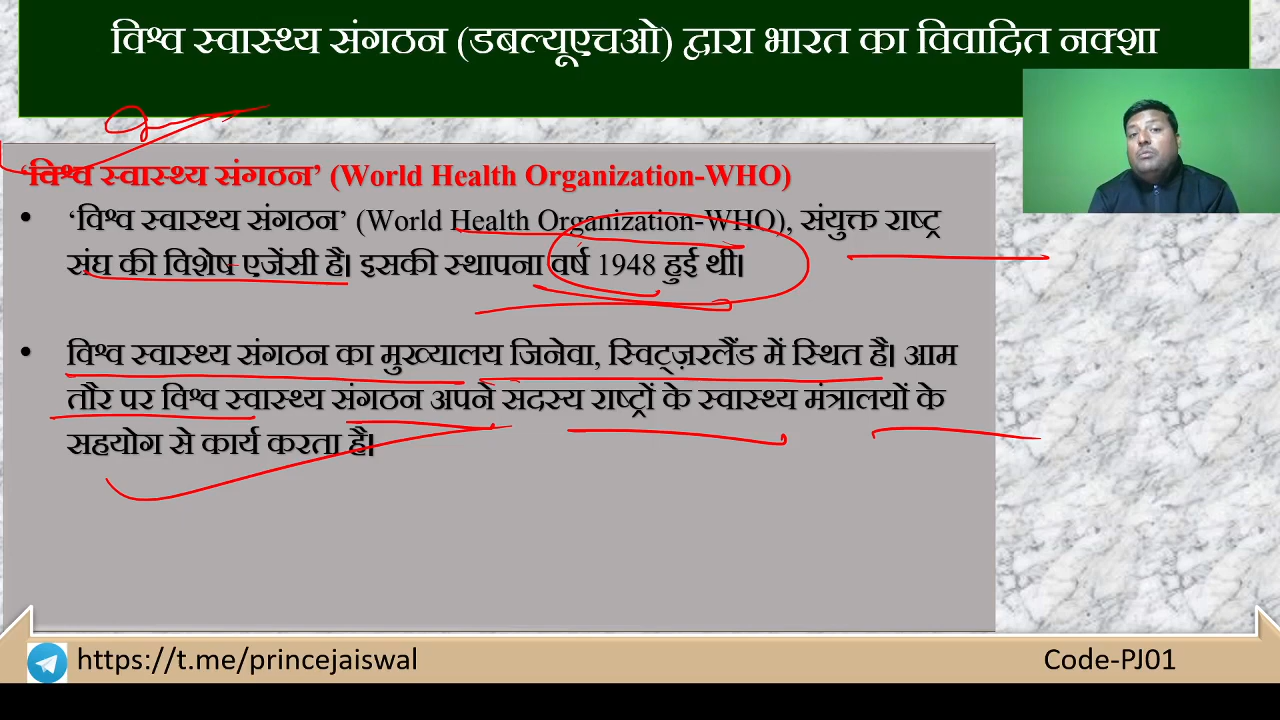 विश्व स्वास्थ्य संगठन (डबल्यूएचओ) द्वारा भारत का विवादित नक्शा
‘विश्व स्वास्थ्य संगठन’ (World Health Organization-WHO)
• ‘विश्व स्वास्थ्य संगठन’ (World Health Organization-WHO), संयुक्त राष्ट्र
संघ की विशेष एजेंसी है। इसकी स्थापना वर्ष 1948 हुई थी।
• विश्व स्वास्थ्य संगठन का मुख्यालय जिनेवा, स्विट्ज़रलैंड में स्थित है। आम
तौर पर विश्व स्वास्थ्य संगठन अपने सदस्य राष्ट्रों के स्वास्थ्य मंत्रालयों के
सहयोग से कार्य करता है।
https://t.me/princejaiswal
Code-PJ01